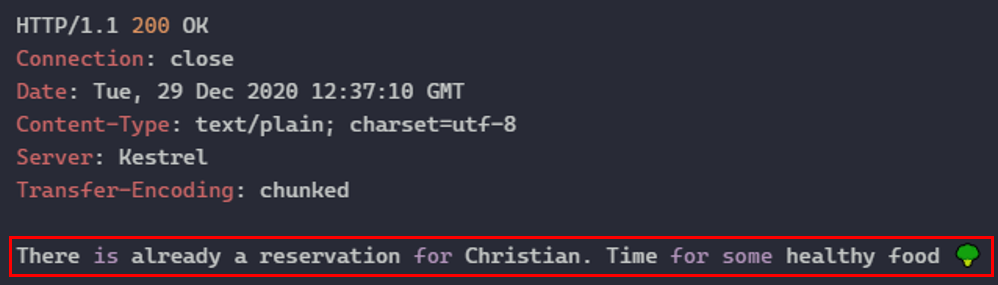 HTTP/1.1 200 OK
Connection: close
Date: Tue, 29 Dec 2020 12:37:10 GMT
Content-Type: text/plain; charset=utf-8
Server: Kestrel
Transfer-Encoding: chunked
There is already a reservation for Christian. Time for some healthy food 🥦